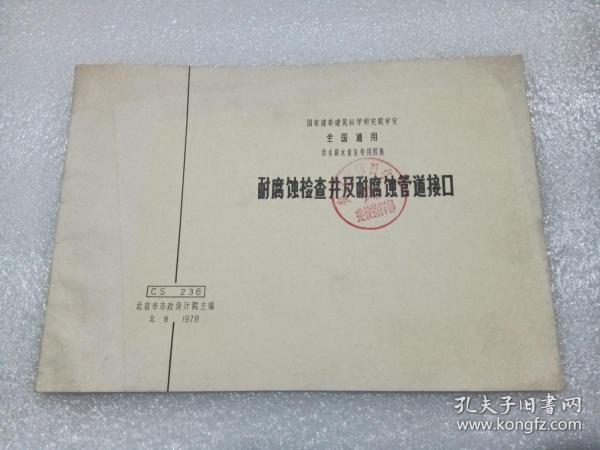 国家建委建筑科学研究院审定
全国通用
给水排水重复使用图集
耐腐蚀检查井及耐腐蚀管道接口
CS 236
北京市市政设计院主编
北京 1978
孔夫子旧书网
www.kongfz.com